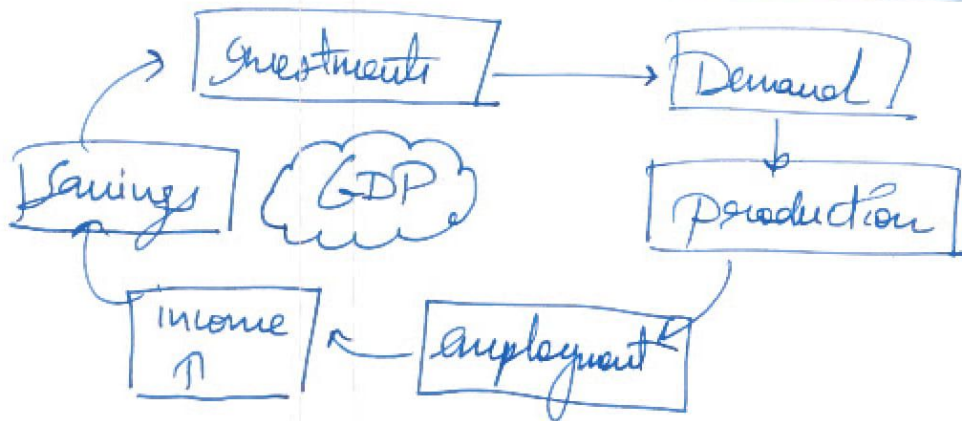 Investments
Demand
Savings
GDP
production
income
↑
employment